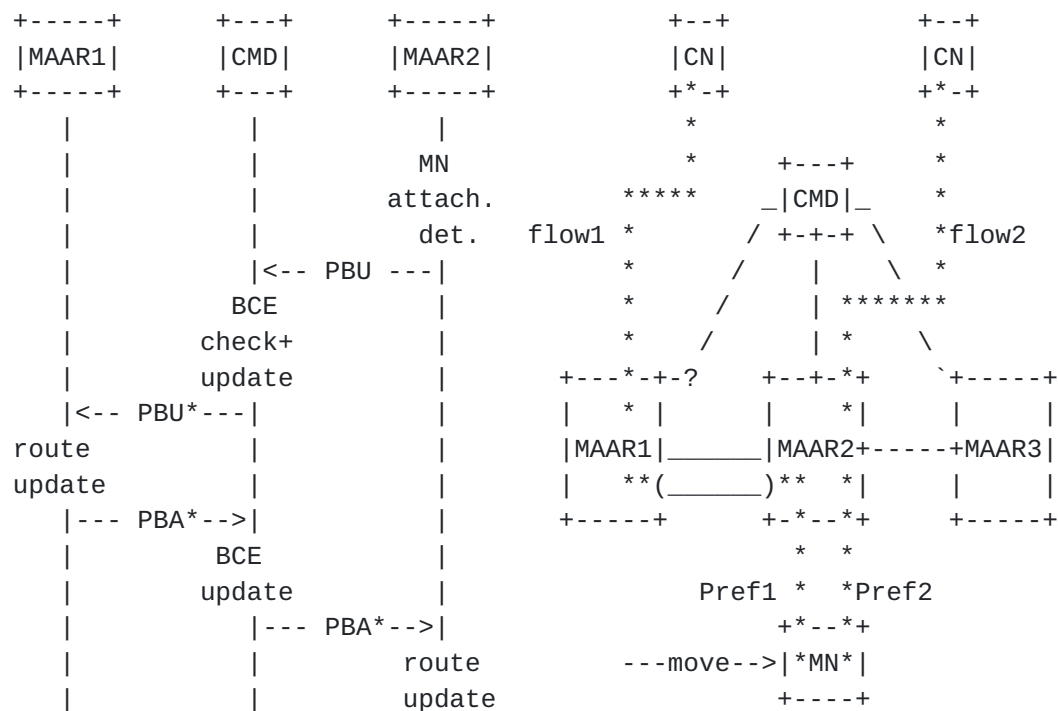 +-----+      +---+      +-----+           +--+            +--+
|MAAR1|      |CMD|      |MAAR2|           |CN|            |CN|
+-----+      +---+      +-----+           +*-+            +*-+
   |           |           |               *               *
   |           |          MN               *     +---+     *
   |           |        attach.        *****    _|CMD|_    *
   |           |          det.   flow1 *       / +-+-+ \   *flow2
   |           |<-- PBU ---|           *      /    |    \  *
   |          BCE          |           *     /     | *******
   |        check+         |           *    /      | *    \
   |        update         |       +---*-+-?    +--+-*+    `+-----+
   |<-- PBU*---|           |       |   * |      |    *|     |     |
route          |           |       |MAAR1|______|MAAR2+-----+MAAR3|
update         |           |       |   **(______)**  *|     |     |
   |--- PBA*-->|           |       +-----+      +-*--*+     +-----+
   |         BCE           |                      *  *
   |        update         |                Pref1 *  *Pref2
   |           |--- PBA*-->|                     +*--*+
   |           |         route         ---move-->|*MN*|
   |           |         update                  +----+